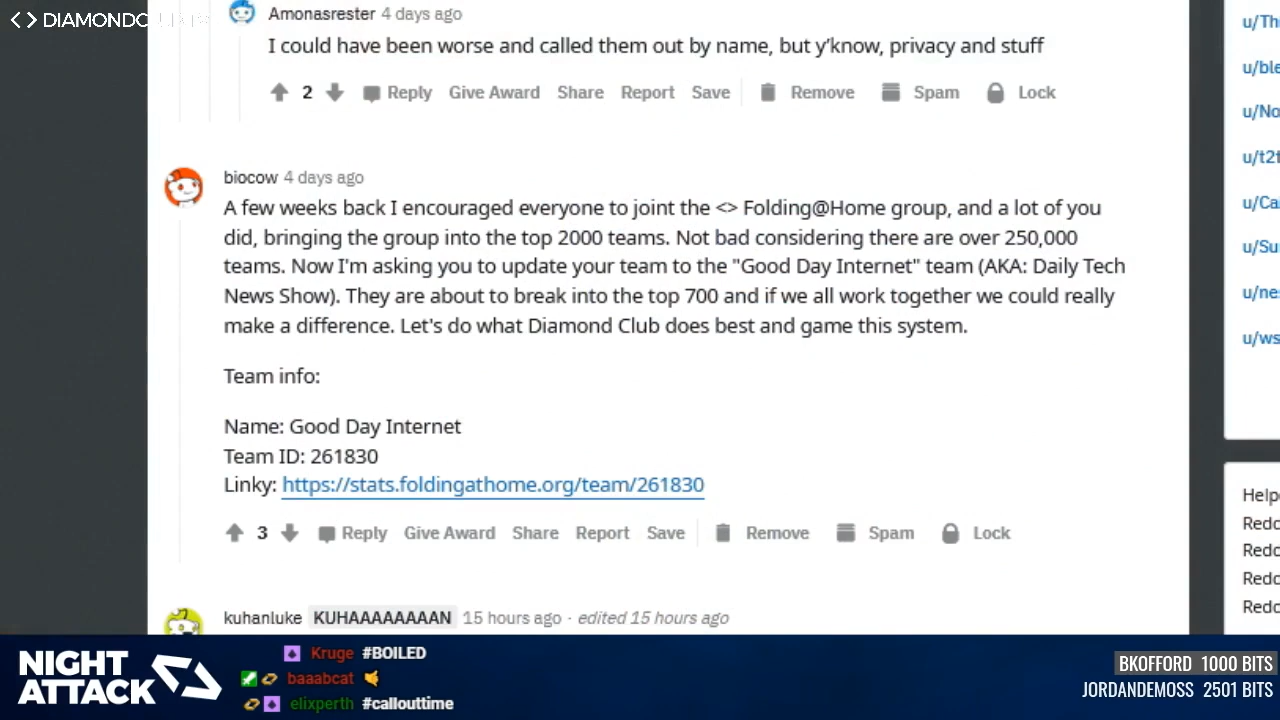 <> DIAMONDCLUB.TV
Amonasrester 4 days ago
I could have been worse and called them out by name, but y'know, privacy and stuff
2 Reply Give Award Share Report Save Remove Spam Lock
biocow 4 days ago
A few weeks back I encouraged everyone to joint the <> Folding@Home group, and a lot of you
did, bringing the group into the top 2000 teams. Not bad considering there are over 250,000
teams. Now I'm asking you to update your team to the "Good Day Internet" team (AKA: Daily Tech
News Show). They are about to break into the top 700 and if we all work together we could really
make a difference. Let's do what Diamond Club does best and game this system.
Team info:
Name: Good Day Internet
Team ID: 261830
Linky: https://stats.foldingathome.org/team/261830
3 Reply Give Award Share Report Save Remove Spam Lock
kuhanluke KUHAAAAAAAAN 15 hours ago · edited 15 hours ago
u/Th
u/ble
u/No
u/t2t
u/Ca
u/Su
u/ne
u/ws
Help
Redd
Redd
Redd
Redd
NIGHT
ATTACK
Kruge #BOILED
baaabcat
elixperth #callouttime
BKOFFORD 1000 BITS
JORDANDEMOSS 2501 BITS